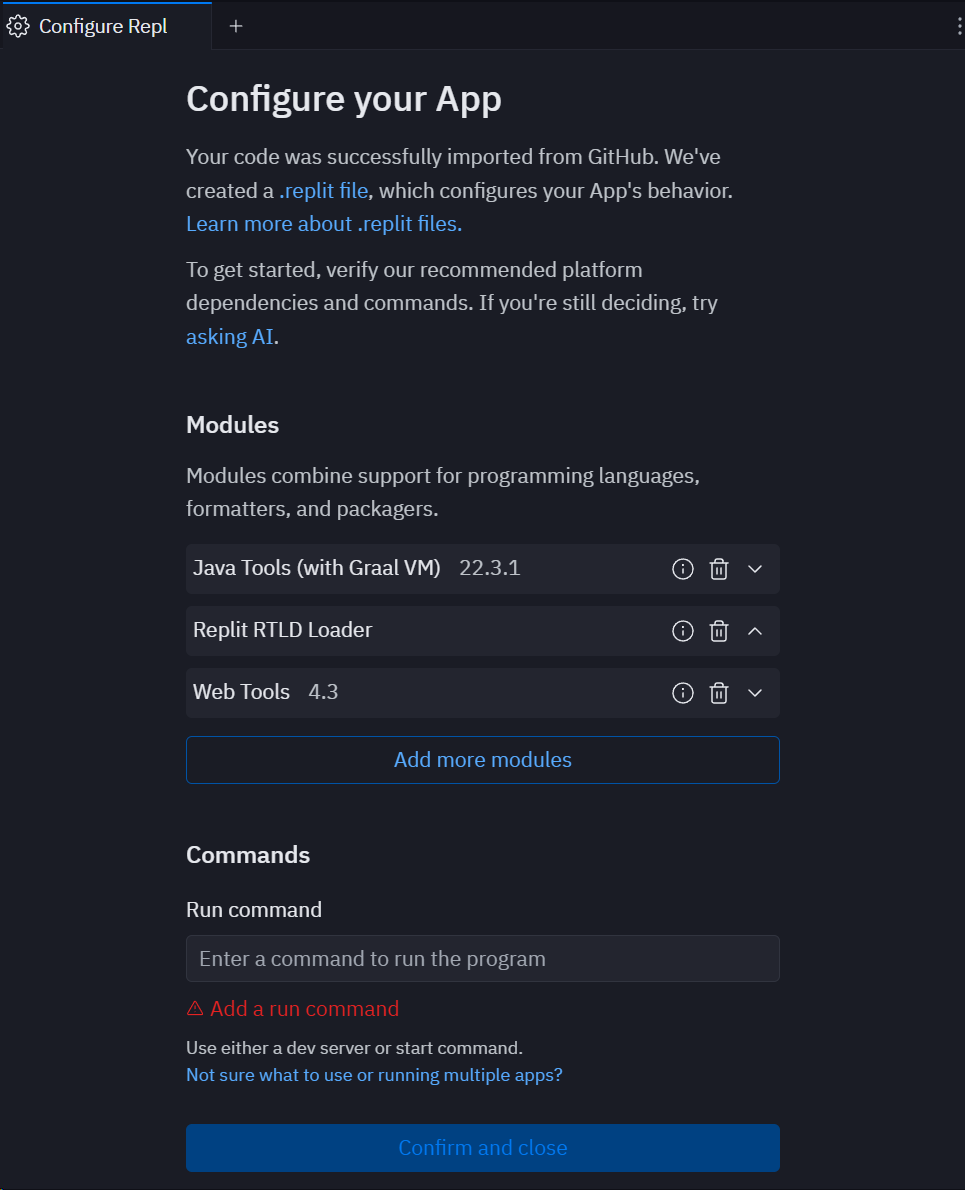 Configure Repl
Configure your App
Your code was successfully imported from GitHub. We've
created a .replit file, which configures your App's behavior.
Learn more about .replit files.
To get started, verify our recommended platform
dependencies and commands. If you're still deciding, try
asking AI.
Modules
Modules combine support for programming languages,
formatters, and packagers.
Java Tools (with Graal VM) 22.3.1
Replit RTLD Loader
Web Tools 4.3
Add more modules
Commands
Run command
Enter a command to run the program
Add a run command
Use either a dev server or start command.
Not sure what to use or running multiple apps?
Confirm and close